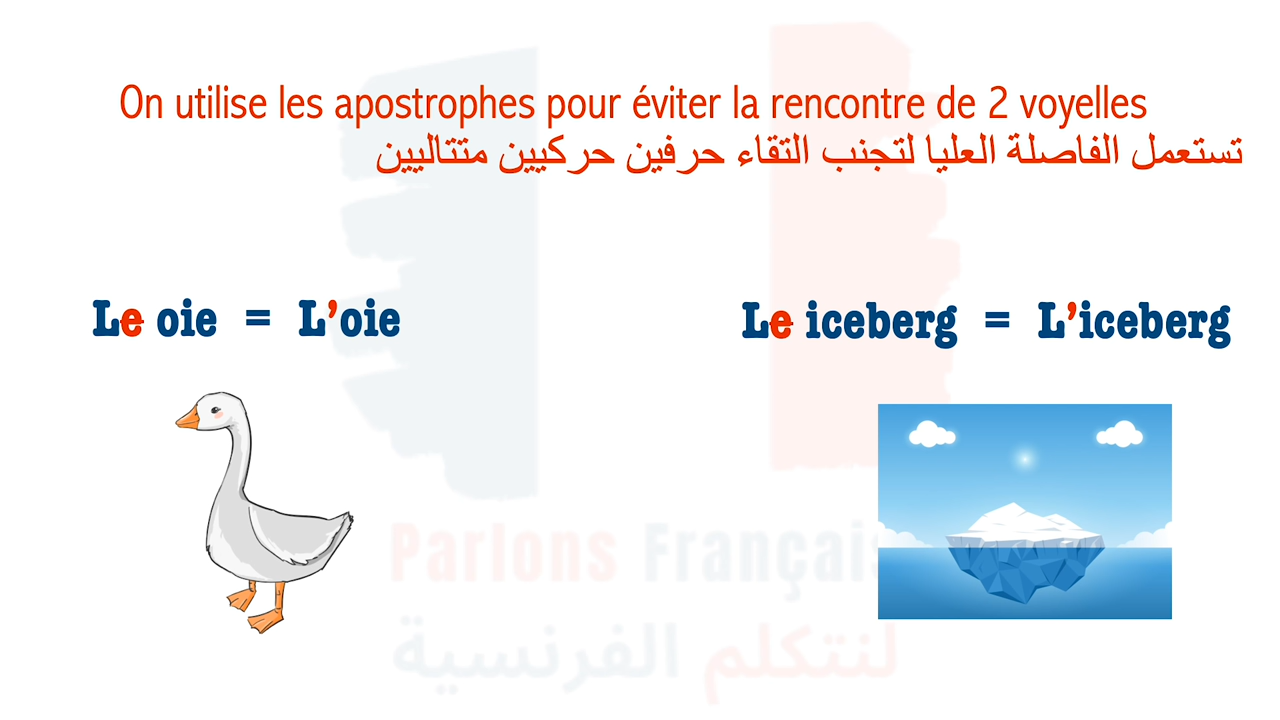 On utilise les apostrophes pour éviter la rencontre de 2 voyelles
تستعمل الفاصلة العليا لتجنب التقاء حرفين حركيين متتاليين
Le oie = L’oie
Le iceberg = L’iceberg
Parlons Français
لنتكلم الفرنسية